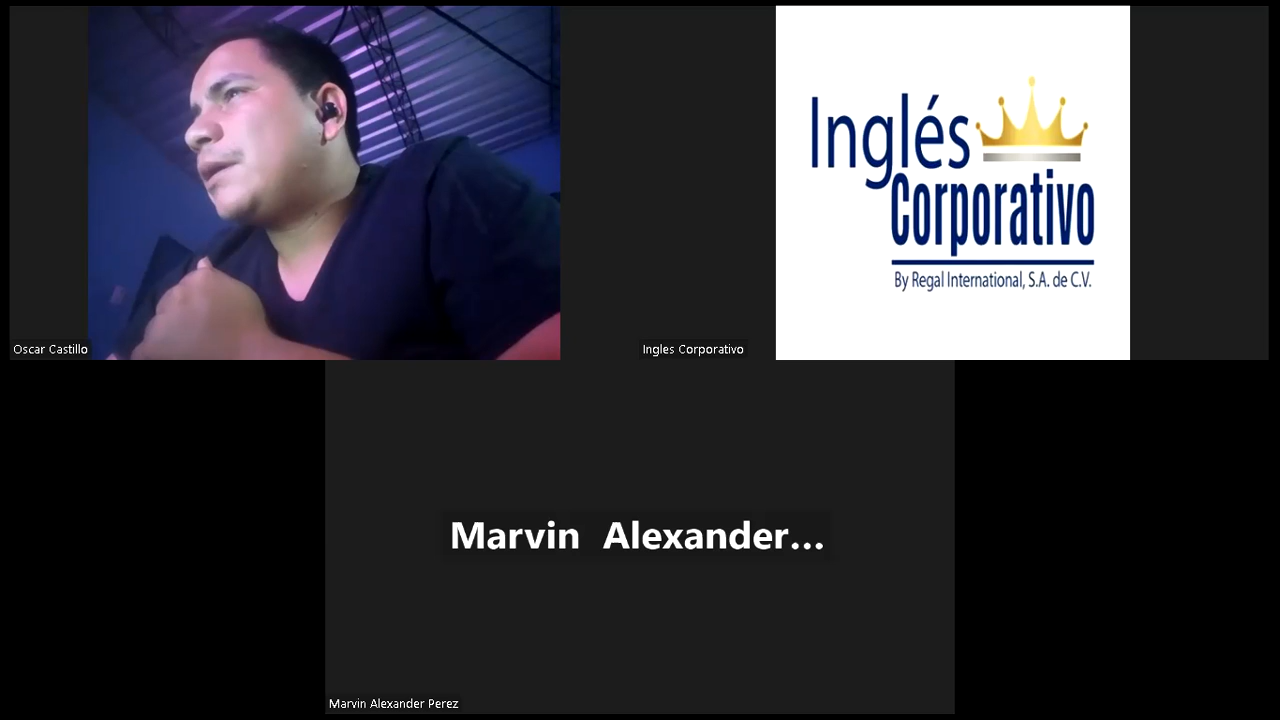 Inglés
Corporativo
By Regal International, S.A. de C.V.
Oscar Castillo
Ingles Corporativo
Marvin  Alexander...
Marvin Alexander Perez